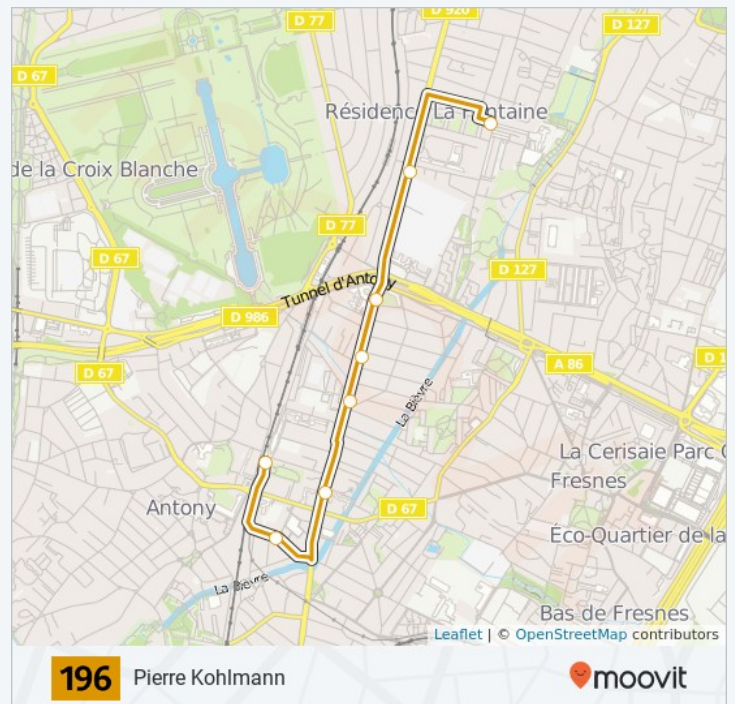 D 77
D 920
D 127
D 67
Résidenc La F ntaine
de la Croix Blanche
D 77
D 67
D 127
Tunnel d'Antony
D 986
D 67
A 86
D 1
La Bièvre
La Cerisaie Parc
Fresnes
Antony
D 67
Éco-Quartier de la
La Bièvre
Bas de Fresnes
Leaflet | © OpenStreetMap contributors
196 Pierre Kohlmann
moovit